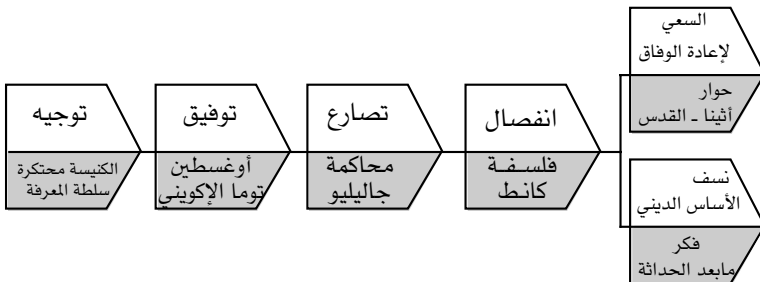 توجيه
الكنيسة محتكرة
سلطة المعرفة
توفيق
أوغسطين
توما الإكويني
تصارع
محاكمة
جاليليو
انفصال
فلسفة
كانط
السعي
لإعادة الوفاق
حوار
أثينا ـ القدس
نسف
الأساس الديني
فكر
مابعد الحداثة